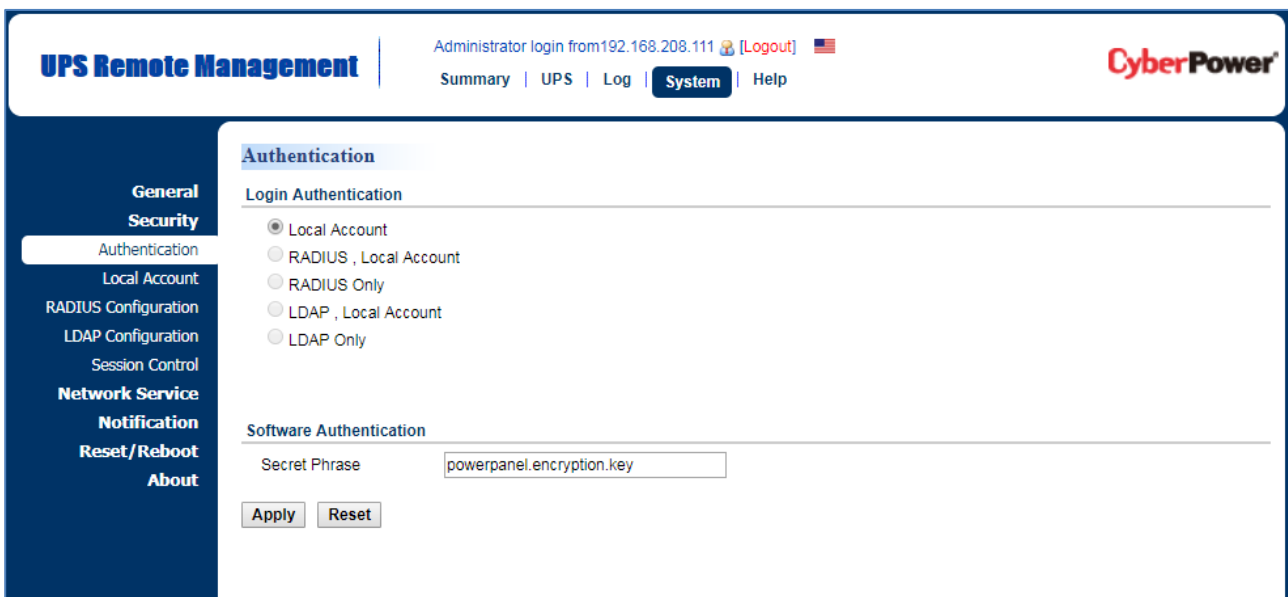 UPS Remote Management
Administrator login from192.168.208.111 [Logout]
Summary | UPS | Log | System | Help
CyberPower
General
Security
Authentication
Local Account
RADIUS Configuration
LDAP Configuration
Session Control
Network Service
Notification
Reset/Reboot
About
Authentication
Login Authentication
Local Account
RADIUS , Local Account
RADIUS Only
LDAP , Local Account
LDAP Only
Software Authentication
Secret Phrase powerpanel.encryption.key
Apply Reset